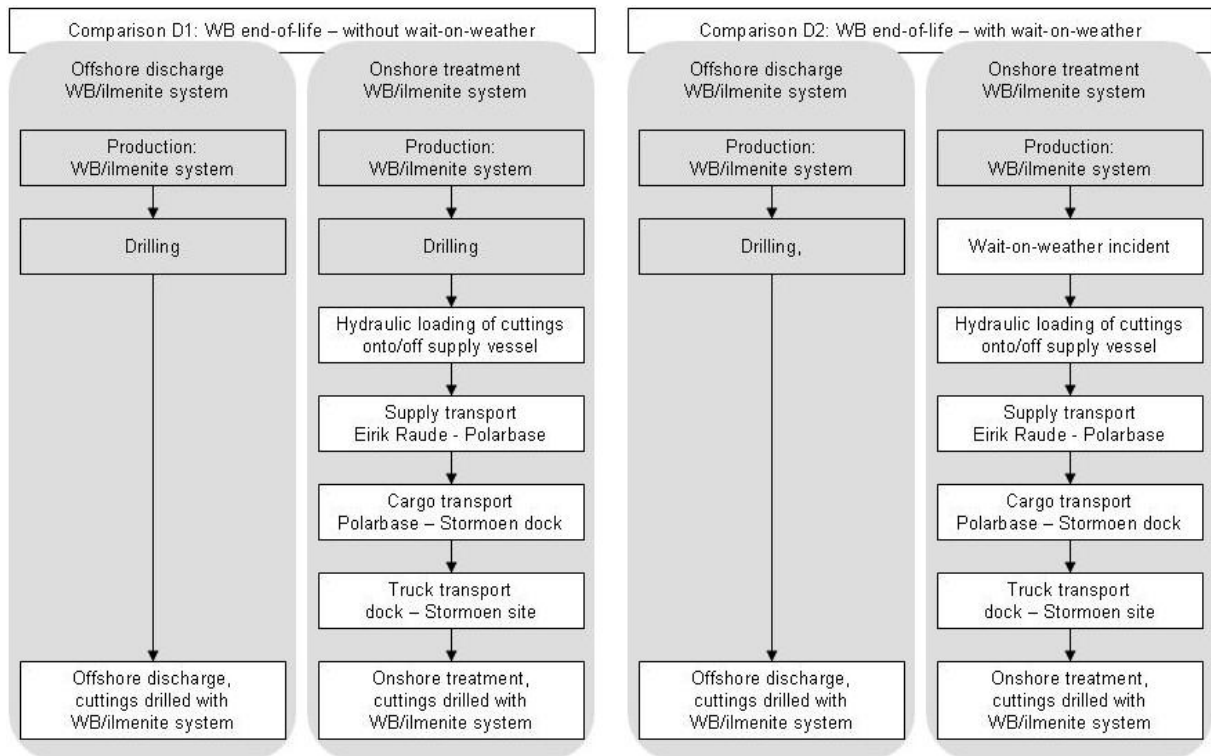 Comparison D1: WB end-of-life – without wait-on-weather
Offshore discharge
WB/ilmenite system
Production:
WB/ilmenite system
Drilling
Offshore discharge,
cuttings drilled with
WB/ilmenite system
Onshore treatment
WB/ilmenite system
Production:
WB/ilmenite system
Drilling
Hydraulic loading of cuttings
onto/off supply vessel
Supply transport
Eirik Raude - Polarbase
Cargo transport
Polarbase – Stormoen dock
Truck transport
dock – Stormoen site
Onshore treatment,
cuttings drilled with
WB/ilmenite system
Comparison D2: WB end-of-life – with wait-on-weather
Offshore discharge
WB/ilmenite system
Production:
WB/ilmenite system
Drilling,
Offshore discharge,
cuttings drilled with
WB/ilmenite system
Onshore treatment
WB/ilmenite system
Production:
WB/ilmenite system
Wait-on-weather incident
Hydraulic loading of cuttings
onto/off supply vessel
Supply transport
Eirik Raude - Polarbase
Cargo transport
Polarbase – Stormoen dock
Truck transport
dock – Stormoen site
Onshore treatment,
cuttings drilled with
WB/ilmenite system